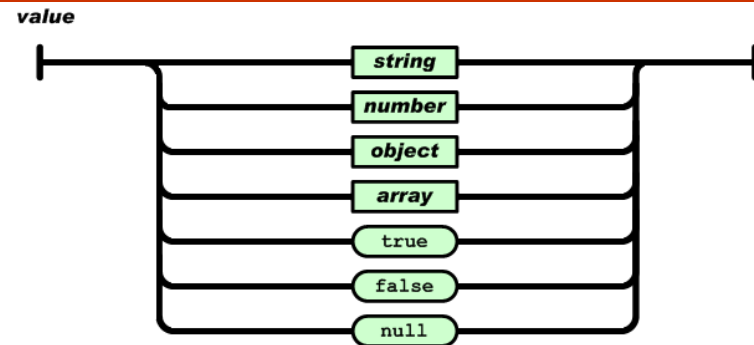 value
string
number
object
array
true
false
null